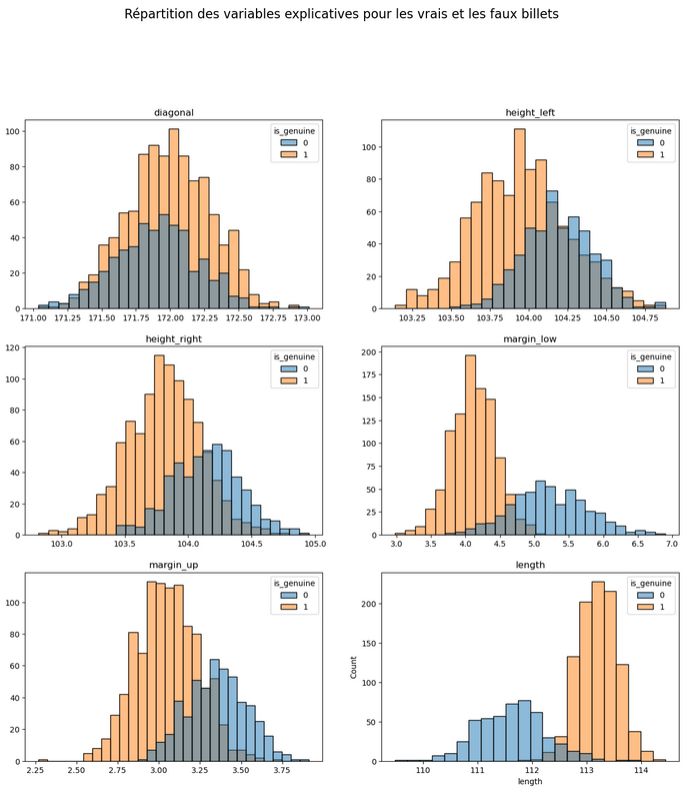 Répartition des variables explicatives pour les vrais et les faux billets
diagonal
is_genuine
0
1
100
80
60
40
20
0
171.00 171.25 171.50 171.75 172.00 172.25 172.50 172.75 173.00
height_left
is_genuine
0
1
100
80
60
40
20
0
103.25 103.50 103.75 104.00 104.25 104.50 104.75
height_right
is_genuine
0
1
120
100
80
60
40
20
0
103.0 103.5 104.0 104.5 105.0
margin_low
is_genuine
0
1
200
175
150
125
100
75
50
25
0
3.0 3.5 4.0 4.5 5.0 5.5 6.0 6.5 7.0
margin_up
is_genuine
0
1
100
80
60
40
20
0
2.25 2.50 2.75 3.00 3.25 3.50 3.75
length
is_genuine
0
1
200
150
100
50
0
Count
110 111 112 113 114
length